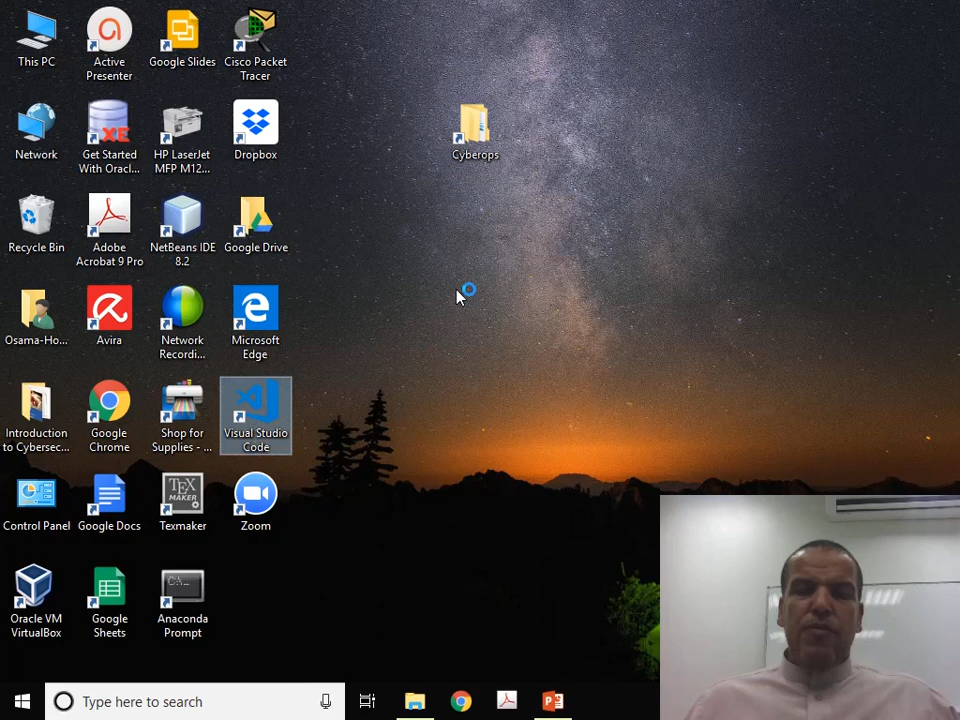 This PC
Active
Presenter
Google Slides
Cisco Packet
Tracer
Network
XE
Get Started
With Oracl...
HP LaserJet
MFP M12...
Dropbox
Cyberops
Recycle Bin
Adobe
Acrobat 9 Pro
NetBeans IDE
8.2
Google Drive
Osama-Ho...
Avira
Network
Recordi...
Microsoft
Edge
Introduction
to Cybersec...
Google
Chrome
Shop for
Supplies - ...
Visual Studio
Code
Control Panel
Google Docs
TEX
MAKER
Texmaker
Zoom
Oracle VM
VirtualBox
Google
Sheets
C:\_
Anaconda
Prompt
Type here to search